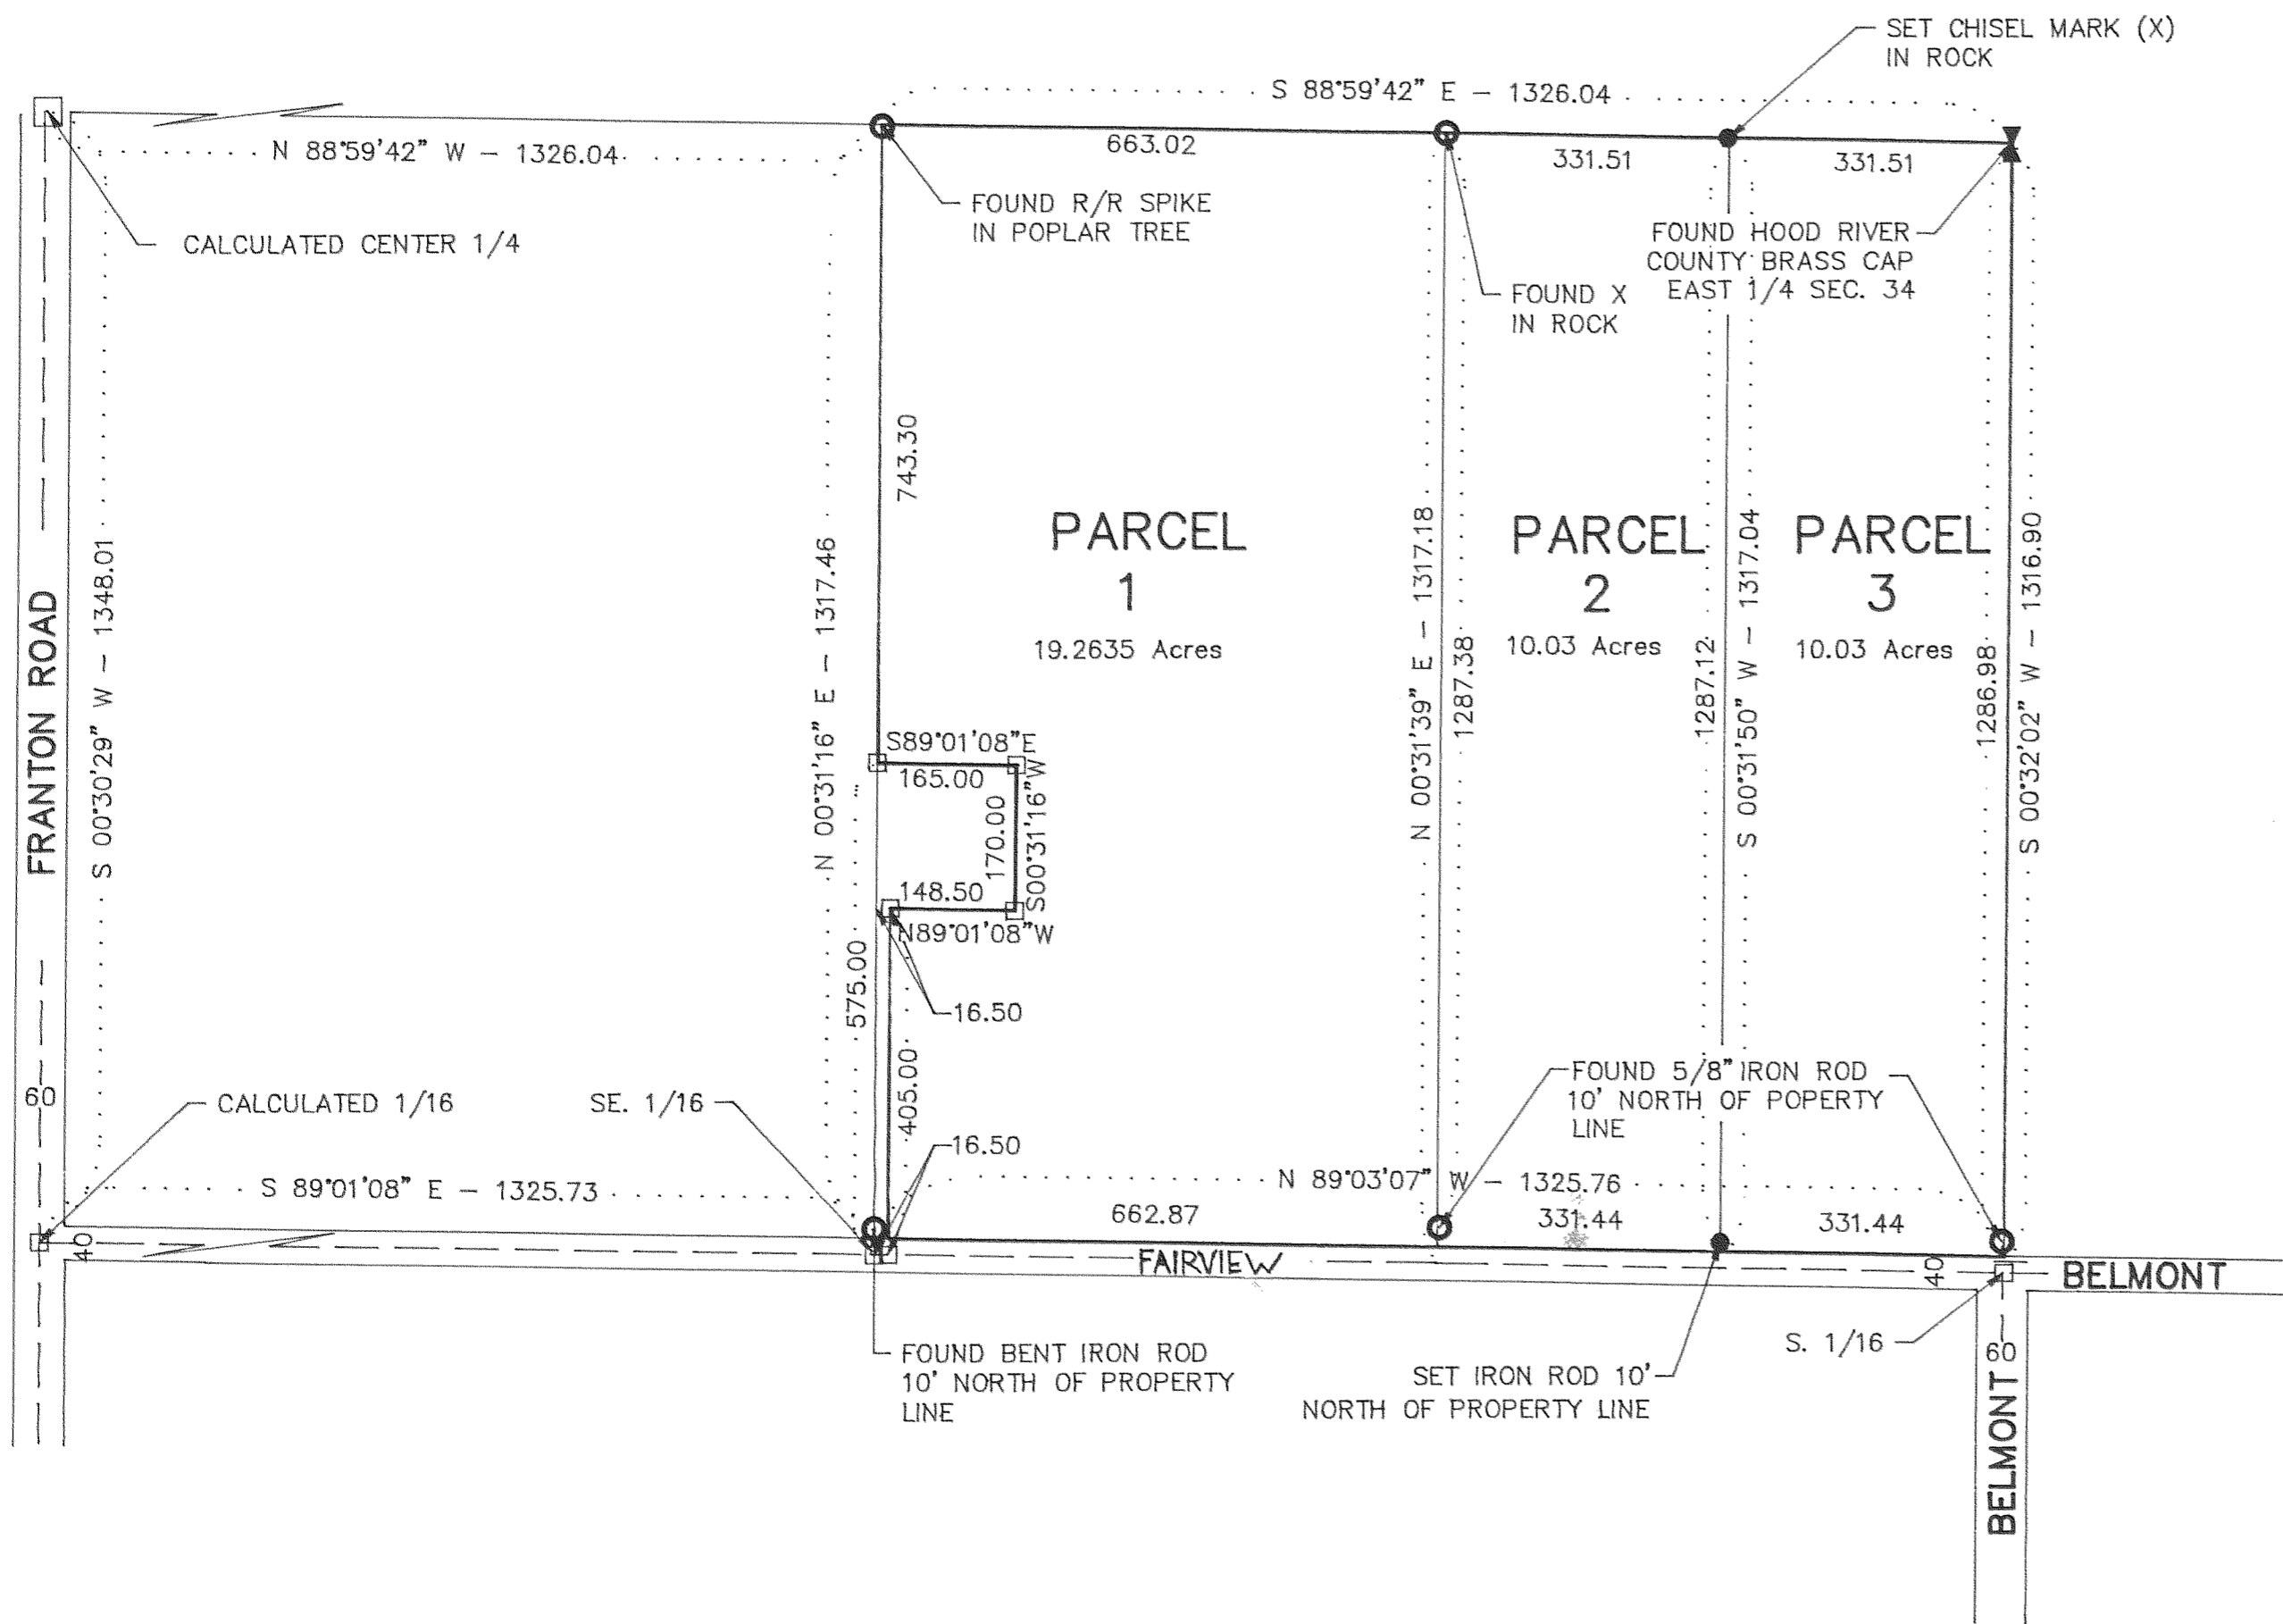 SET CHISEL MARK (X)
IN ROCK
S 88°59'42" E – 1326.04
N 88°59'42" W – 1326.04
663.02
331.51
331.51
FOUND R/R SPIKE
IN POPLAR TREE
CALCULATED CENTER 1/4
FOUND HOOD RIVER
COUNTY BRASS CAP
EAST 1/4 SEC. 34
FOUND X
IN ROCK
743.30
PARCEL
1
19.2635 Acres
PARCEL
2
10.03 Acres
PARCEL
3
10.03 Acres
FRANTON ROAD
S 00°30'29" W – 1348.01
N 00°31'16" E – 1317.46
N 00°31'39" E – 1317.18
1287.38
1287.12
S 00°31'50" W – 1317.04
1286.98
S 00°32'02" W – 1316.90
S89°01'08"E
165.00
170.00
S00°31'16"W
148.50
N89°01'08"W
575.00
16.50
405.00
16.50
60
CALCULATED 1/16
SE. 1/16
FOUND 5/8" IRON ROD
10' NORTH OF POPERTY
LINE
S 89°01'08" E – 1325.73
N 89°03'07" W – 1325.76
662.87
331.44
331.44
40
FAIRVIEW
40
BELMONT
S. 1/16
60
FOUND BENT IRON ROD
10' NORTH OF PROPERTY
LINE
SET IRON ROD 10'
NORTH OF PROPERTY LINE
BELMONT